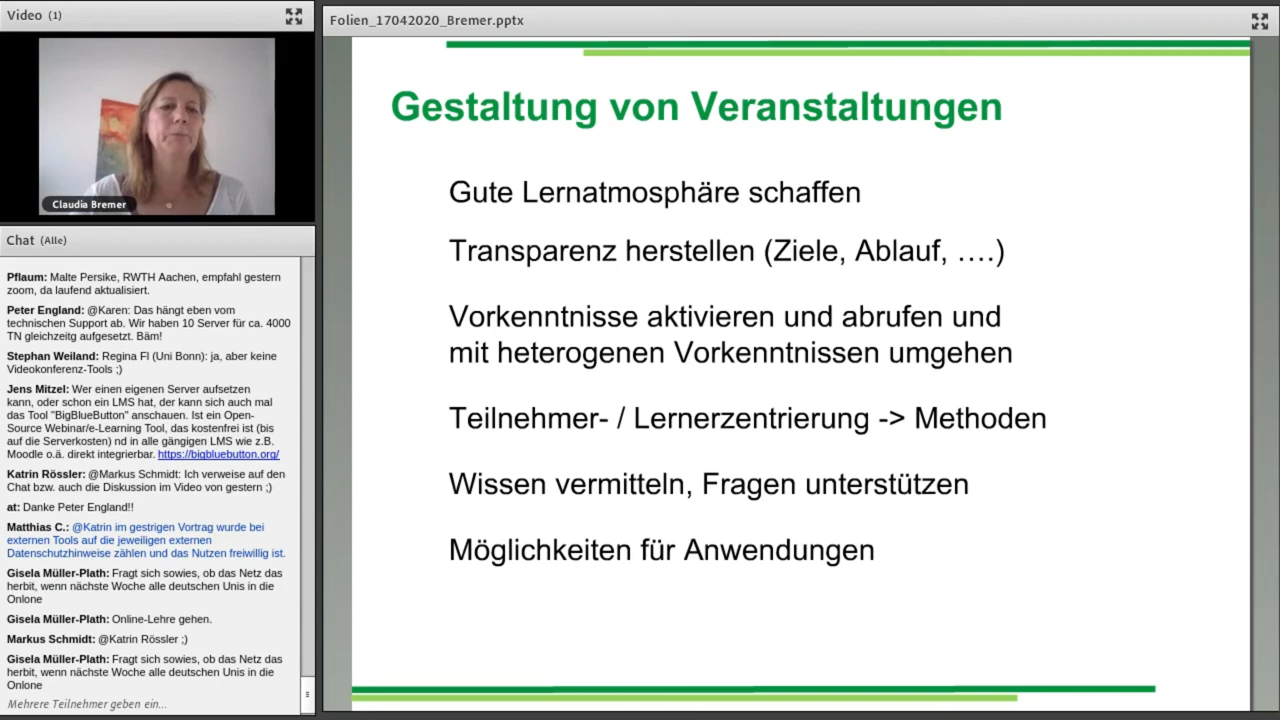 Video (1)
Claudia Bremer
Chat (Alle)
Pflaum: Malte Persike, RWTH Aachen, empfahl gestern
zoom, da laufend aktualisiert.
Peter England: @Karen: Das hängt eben vom
technischen Support ab. Wir haben 10 Server für ca. 4000
TN gleichzeitg aufgesetzt. Bäm!
Stephan Weiland: Regina Fl (Uni Bonn): ja, aber keine
Videokonferenz-Tools ;)
Jens Mitzel: Wer einen eigenen Server aufsetzen
kann, oder schon ein LMS hat, der kann sich auch mal
das Tool "BigBlueButton" anschauen. Ist ein Open-
Source Webinar/e-Learning Tool, das kostenfrei ist (bis
auf die Serverkosten) nd in alle gängigen LMS wie z.B.
Moodle o.ä. direkt integrierbar. https://bigbluebutton.org/
Katrin Rössler: @Markus Schmidt: Ich verweise auf den
Chat bzw. auch die Diskussion im Video von gestern ;)
at: Danke Peter England!!
Matthias C.: @Katrin im gestrigen Vortrag wurde bei
externen Tools auf die jeweiligen externen
Datenschutzhinweise zählen und das Nutzen freiwillig ist.
Gisela Müller-Plath: Fragt sich sowies, ob das Netz das
herbit, wenn nächste Woche alle deutschen Unis in die
Onlone
Gisela Müller-Plath: Online-Lehre gehen.
Markus Schmidt: @Katrin Rössler ;)
Gisela Müller-Plath: Fragt sich sowies, ob das Netz das
herbit, wenn nächste Woche alle deutschen Unis in die
Onlone
Mehrere Teilnehmer geben ein...
Folien_17042020_Bremer.pptx
Gestaltung von Veranstaltungen
Gute Lernatmosphäre schaffen
Transparenz herstellen (Ziele, Ablauf, ….)
Vorkenntnisse aktivieren und abrufen und
mit heterogenen Vorkenntnissen umgehen
Teilnehmer- / Lernerzentrierung -> Methoden
Wissen vermitteln, Fragen unterstützen
Möglichkeiten für Anwendungen